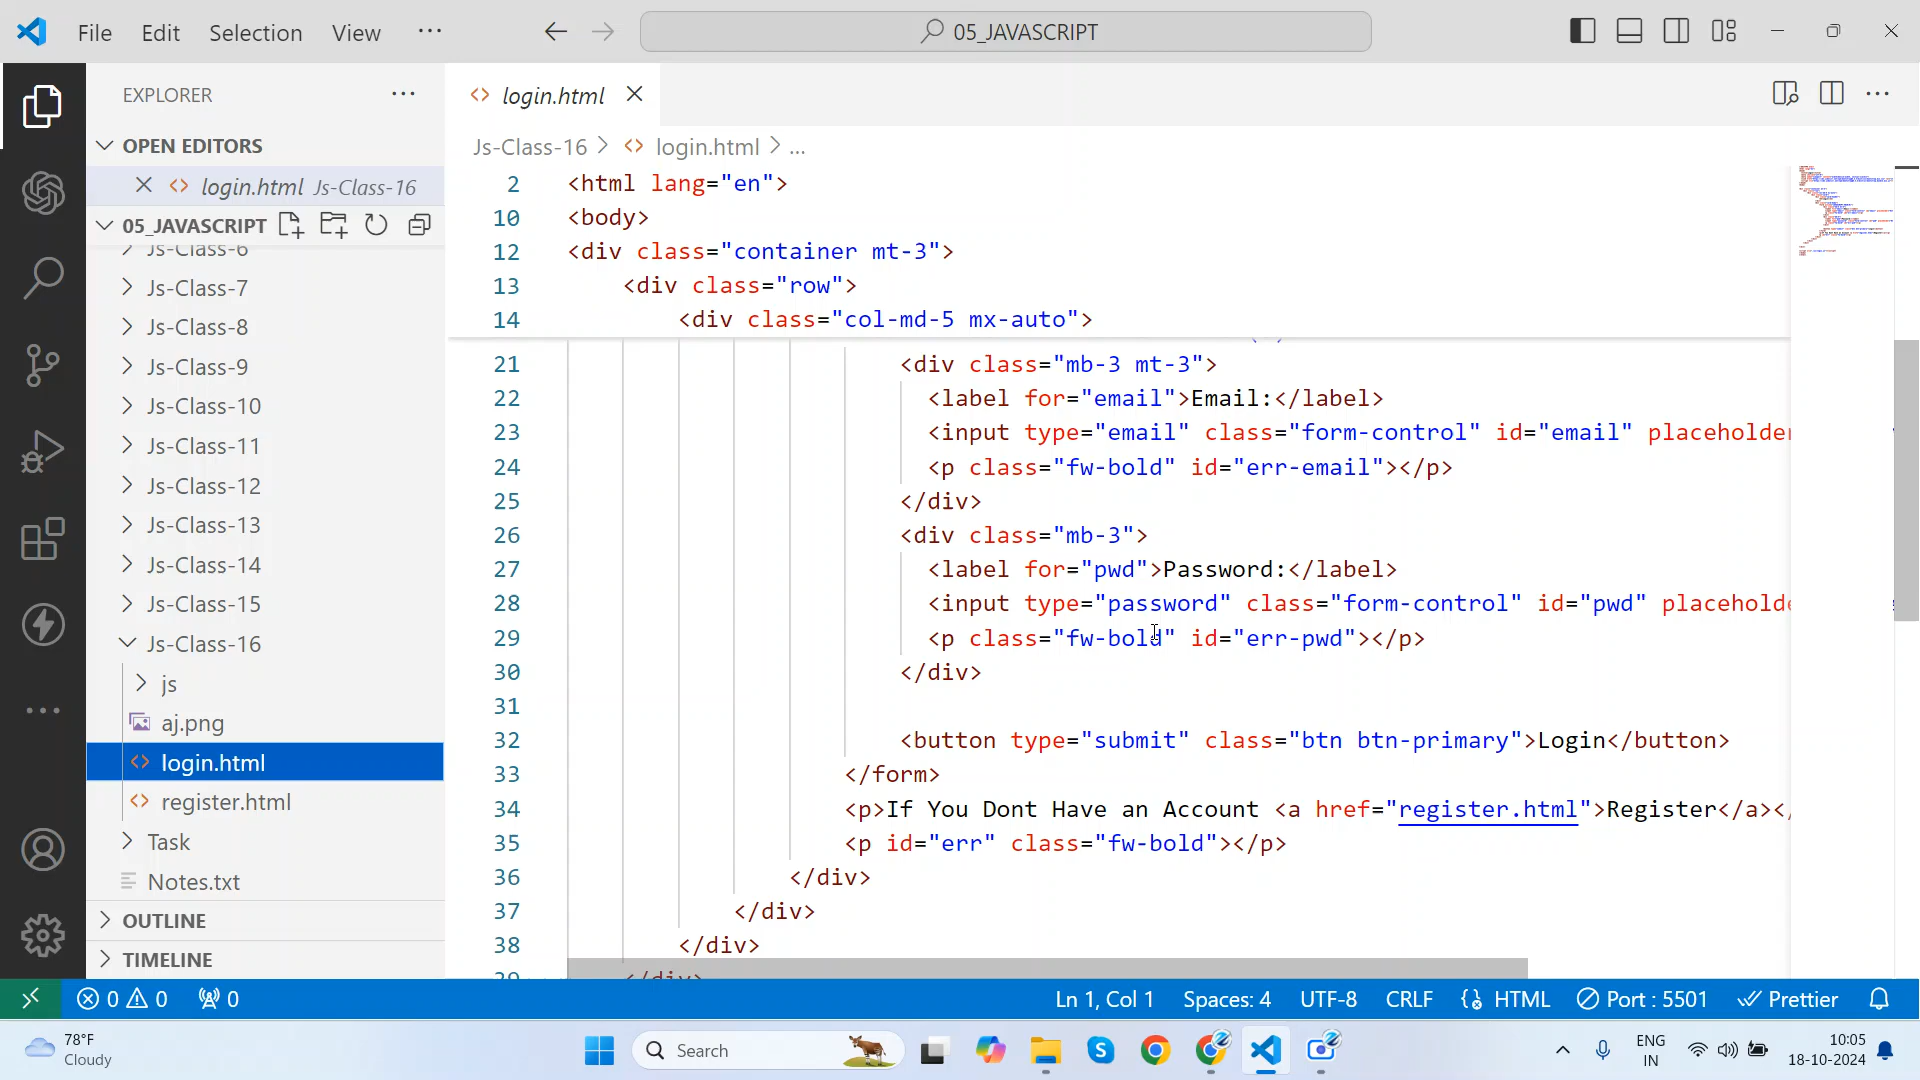 File Edit Selection View ···
05_JAVASCRIPT
EXPLORER ···
OPEN EDITORS
login.html Js-Class-16
05_JAVASCRIPT
Js-Class-6
Js-Class-7
Js-Class-8
Js-Class-9
Js-Class-10
Js-Class-11
Js-Class-12
Js-Class-13
Js-Class-14
Js-Class-15
Js-Class-16
js
aj.png
login.html
register.html
Task
Notes.txt
OUTLINE
TIMELINE
login.html
Js-Class-16 > login.html > ...
2 <html lang="en">
10 <body>
12 <div class="container mt-3">
13 <div class="row">
14 <div class="col-md-5 mx-auto">
21 <div class="mb-3 mt-3">
22 <label for="email">Email:</label>
23 <input type="email" class="form-control" id="email" placeholder
24 <p class="fw-bold" id="err-email"></p>
25 </div>
26 <div class="mb-3">
27 <label for="pwd">Password:</label>
28 <input type="password" class="form-control" id="pwd" placeholde
29 <p class="fw-bold" id="err-pwd"></p>
30 </div>
31
32 <button type="submit" class="btn btn-primary">Login</button>
33 </form>
34 <p>If You Dont Have an Account <a href="register.html">Register</a></
35 <p id="err" class="fw-bold"></p>
36 </div>
37 </div>
38 </div>
39 </div>
0 0 0 Ln 1, Col 1 Spaces: 4 UTF-8 CRLF HTML Port : 5501 Prettier
78°F
Cloudy
Search
ENG
IN
10:05
18-10-2024